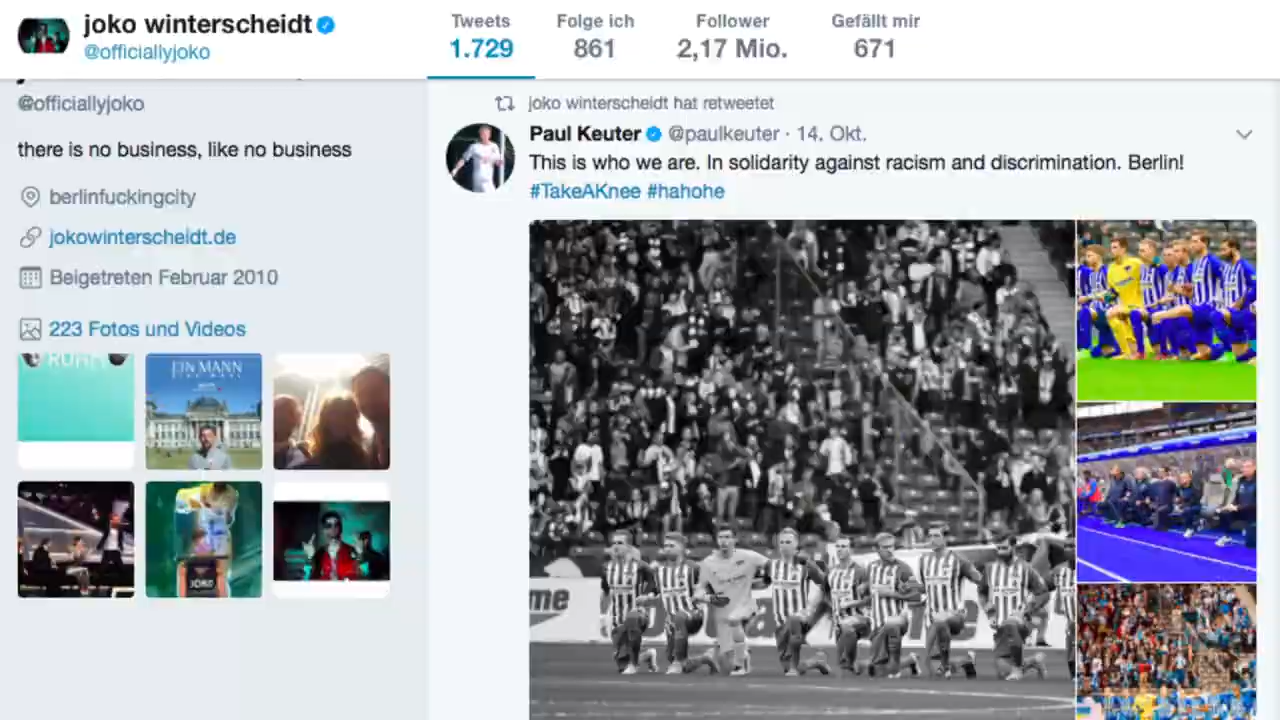 joko winterscheidt
@officiallyjoko
Tweets
1.729
Folge ich
861
Follower
2,17 Mio.
Gefällt mir
671
@officiallyjoko
there is no business, like no business
berlinfuckingcity
jokowinterscheidt.de
Beigetreten Februar 2010
223 Fotos und Videos
EIN MANN
JOKO
joko winterscheidt hat retweetet
Paul Keuter @paulkeuter · 14. Okt.
This is who we are. In solidarity against racism and discrimination. Berlin!
#TakeAKnee #hahohe
me